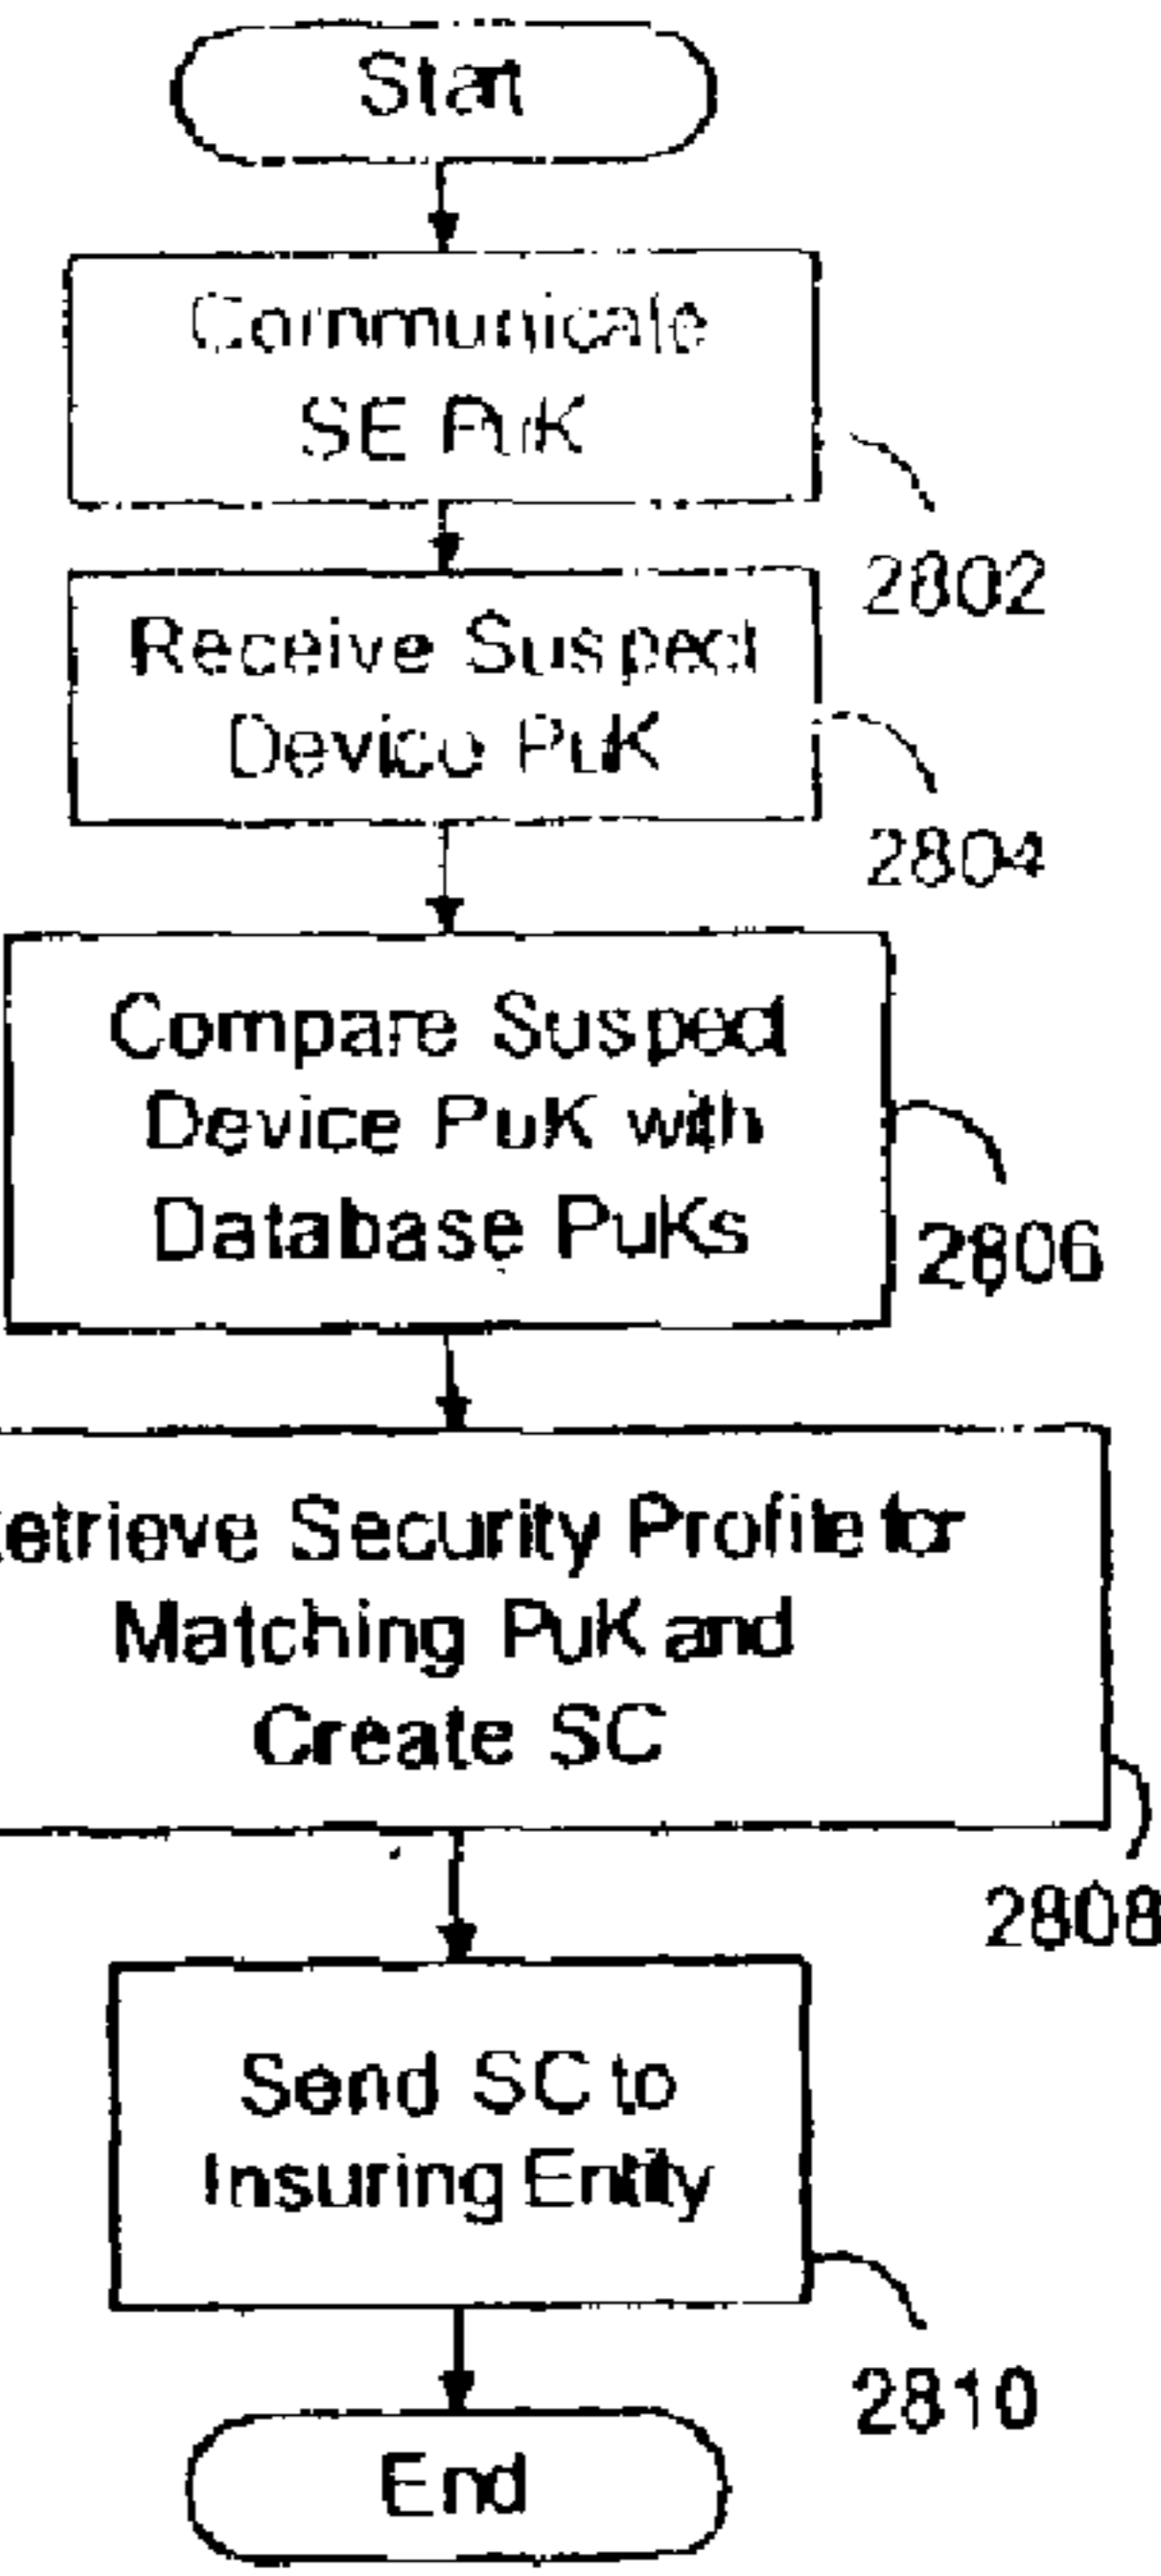 Start
Communicate
SE PuK
2802
Receive Suspect
Device PuK
2804
Compare Suspect
Device PuK with
Database PuKs
2806
etrieve Security Profile for
Matching PuK and
Create SC
2808
Send SC to
Insuring Entity
2810
End